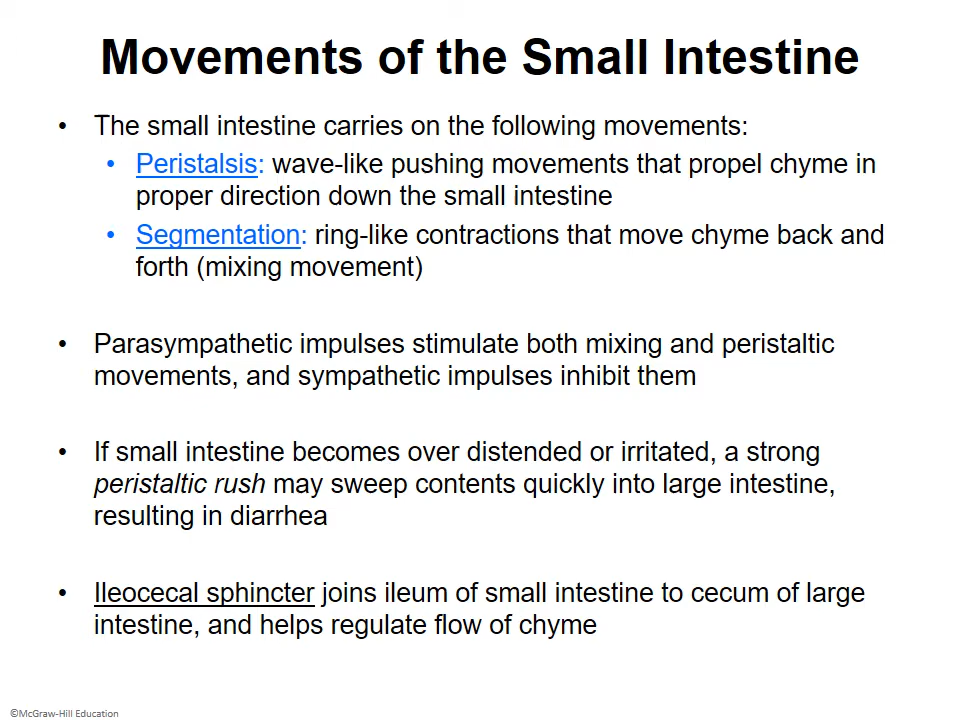 Movements of the Small Intestine
• The small intestine carries on the following movements:
• Peristalsis: wave-like pushing movements that propel chyme in
proper direction down the small intestine
• Segmentation: ring-like contractions that move chyme back and
forth (mixing movement)
• Parasympathetic impulses stimulate both mixing and peristaltic
movements, and sympathetic impulses inhibit them
• If small intestine becomes over distended or irritated, a strong
peristaltic rush may sweep contents quickly into large intestine,
resulting in diarrhea
• Ileocecal sphincter joins ileum of small intestine to cecum of large
intestine, and helps regulate flow of chyme
©McGraw-Hill Education